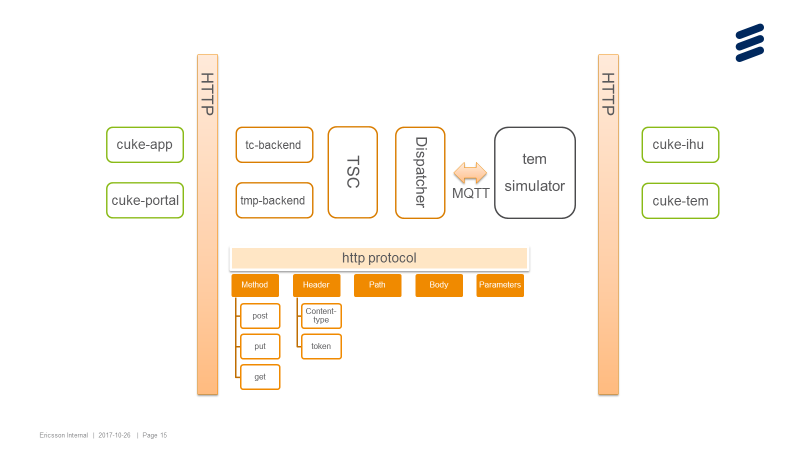 HTTP
HTTP
cuke-app
tc-backend
TSC
Dispatcher
tem
simulator
cuke-ihu
cuke-portal
tmp-backend
MQTT
cuke-tem
http protocol
Method
Header
Path
Body
Parameters
post
Content-
type
put
token
get
Ericsson Internal | 2017-10-26 | Page 15